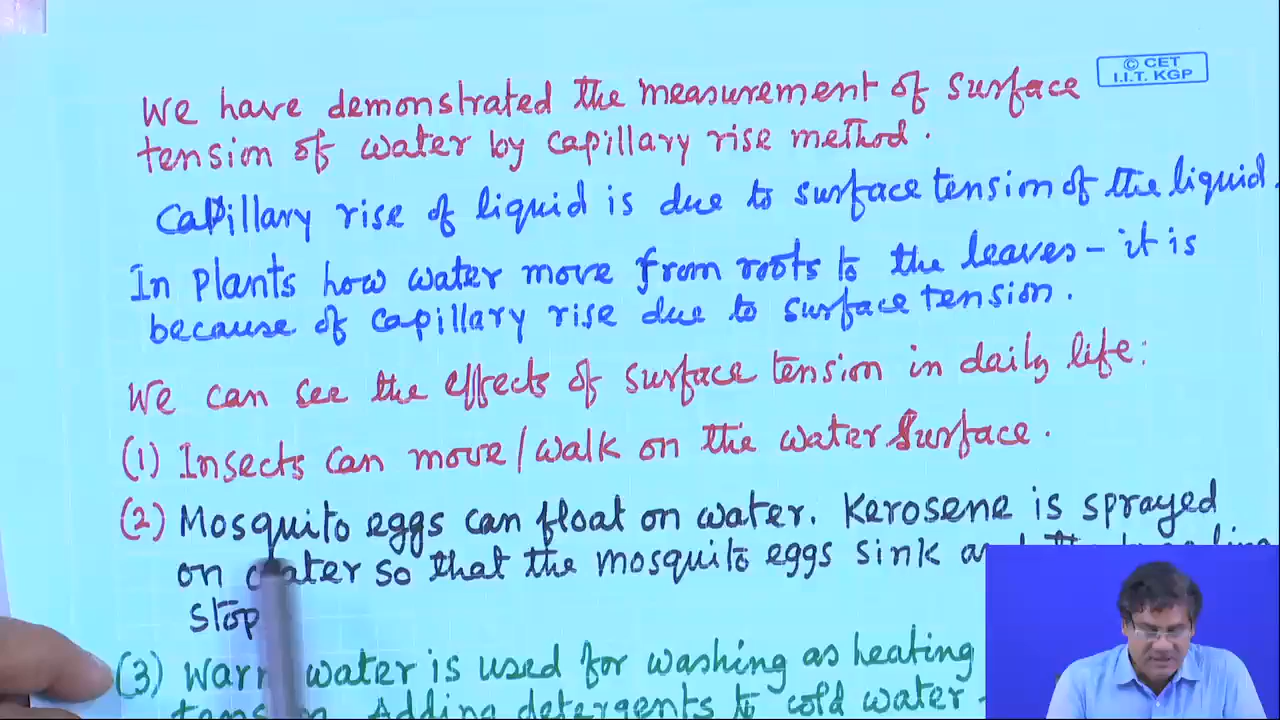 © CET
I.I.T. KGP
We have demonstrated the measurement of surface
tension of water by capillary rise method.
Capillary rise of liquid is due to surface tension of the liquid.
In plants how water move from roots to the leaves – it is
because of capillary rise due to surface tension.
We can see the effects of surface tension in daily life:
(1) Insects can move/walk on the water surface.
(2) Mosquito eggs can float on water. Kerosene is sprayed
on water so that the mosquito eggs sink
stop
(3) Warm water is used for washing as heating
tension. Adding detergents to cold water